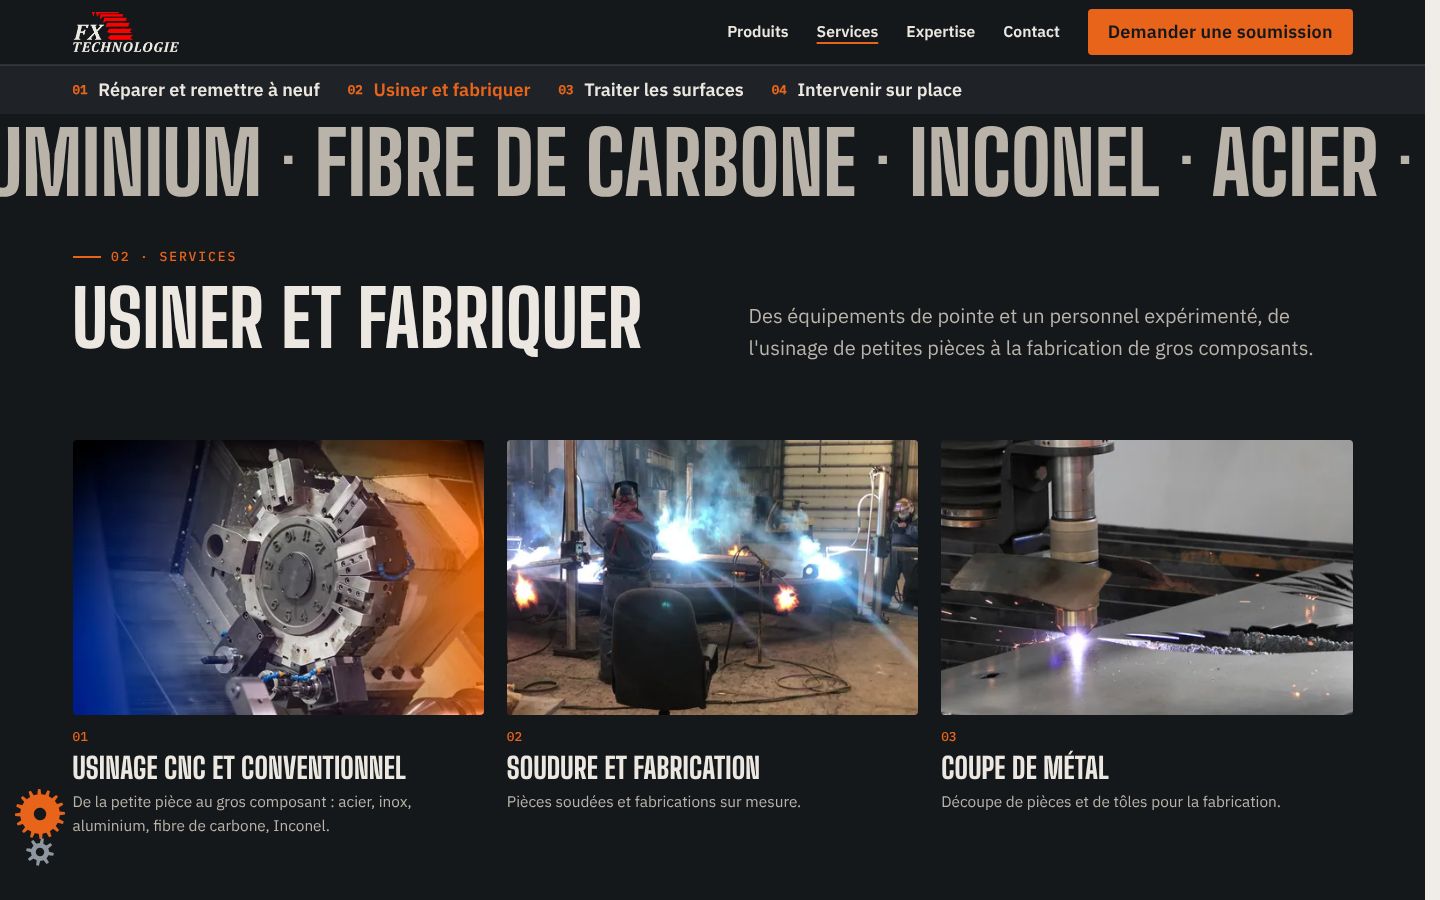 FX
TECHNOLOGIE
Produits
Services
Expertise
Contact
Demander une soumission
01 Réparer et remettre à neuf
02 Usiner et fabriquer
03 Traiter les surfaces
04 Intervenir sur place
UMINIUM · FIBRE DE CARBONE · INCONEL · ACIER ·
02 · SERVICES
USINER ET FABRIQUER
Des équipements de pointe et un personnel expérimenté, de
l'usinage de petites pièces à la fabrication de gros composants.
01
USINAGE CNC ET CONVENTIONNEL
De la petite pièce au gros composant : acier, inox,
aluminium, fibre de carbone, Inconel.
02
SOUDURE ET FABRICATION
Pièces soudées et fabrications sur mesure.
03
COUPE DE MÉTAL
Découpe de pièces et de tôles pour la fabrication.